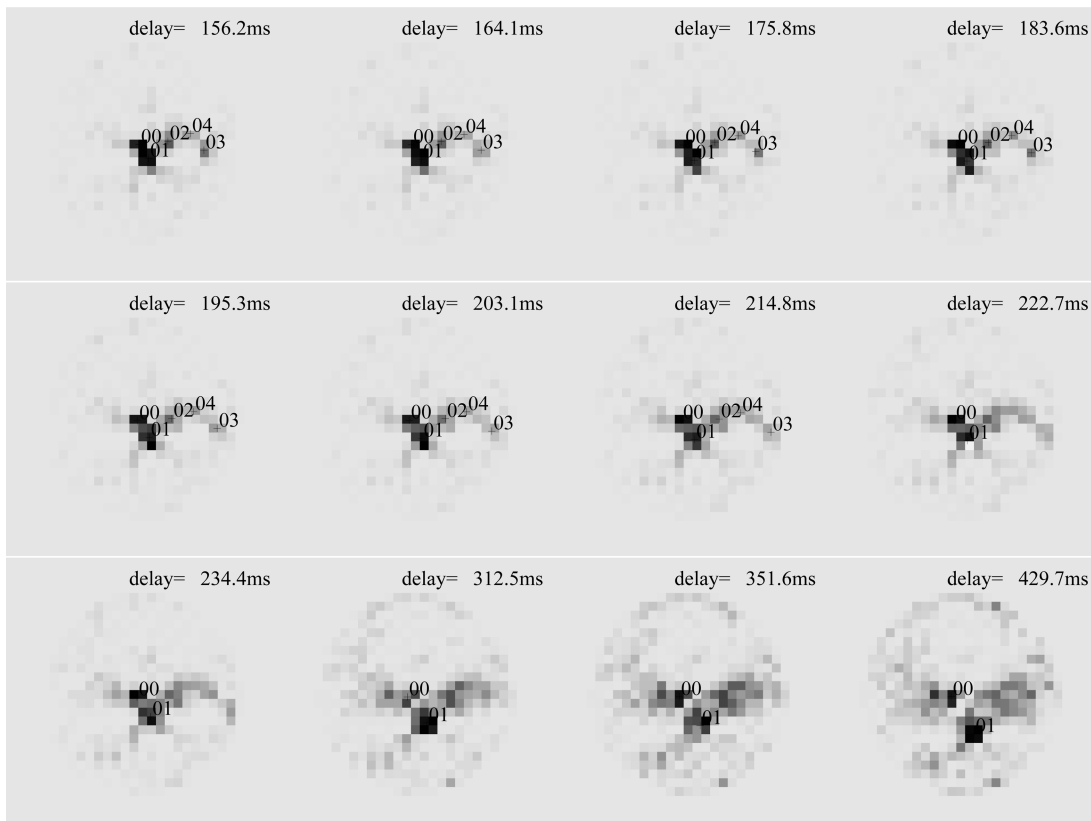 delay= 156.2ms delay= 164.1ms delay= 175.8ms delay= 183.6ms
00 02 04 00 02 04 00 02 04 00 02 04
01 03 01 03 01 03 01 03
delay= 195.3ms delay= 203.1ms delay= 214.8ms delay= 222.7ms
00 02 04 00 02 04 00 02 04 00
01 03 01 03 01 03 01
delay= 234.4ms delay= 312.5ms delay= 351.6ms delay= 429.7ms
00 00 00 00
01 01 01 01